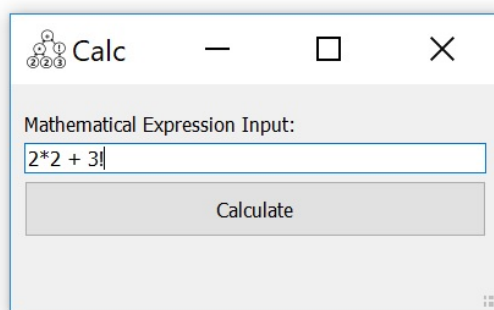 Calc
Mathematical Expression Input:
2*2 + 3!
Calculate